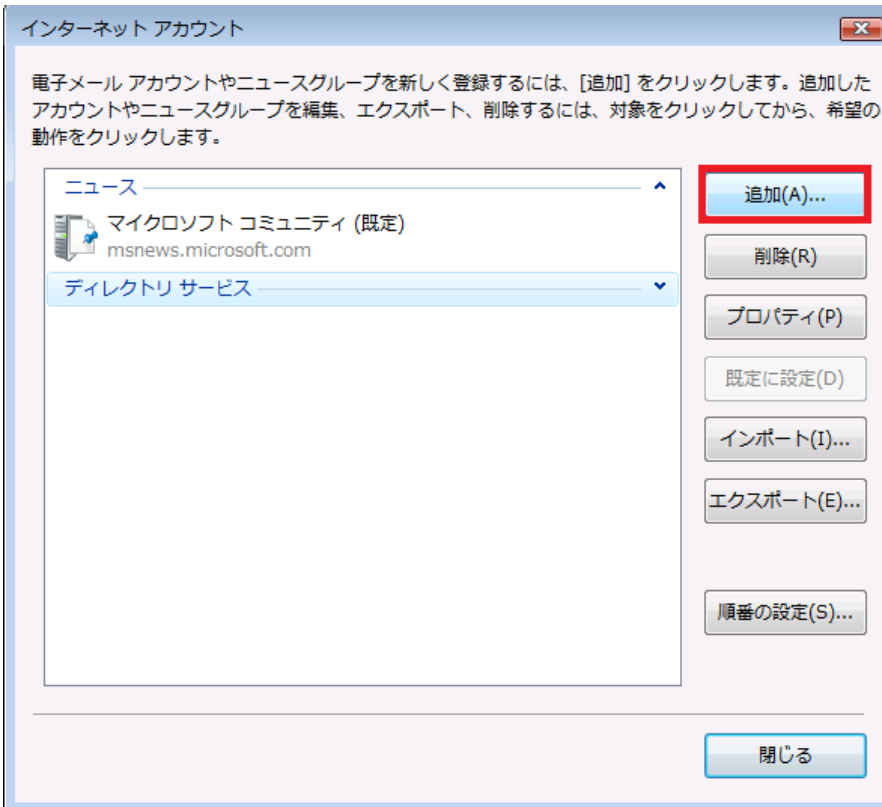 インターネット アカウント
電子メール アカウントやニュースグループを新しく登録するには、[追加] をクリックします。追加した
アカウントやニュースグループを編集、エクスポート、削除するには、対象をクリックしてから、希望の
動作をクリックします。
ニュース
マイクロソフト コミュニティ (既定)
msnews.microsoft.com
ディレクトリ サービス
追加(A)...
削除(R)
プロパティ(P)
既定に設定(D)
インポート(I)...
エクスポート(E)...
順番の設定(S)...
閉じる